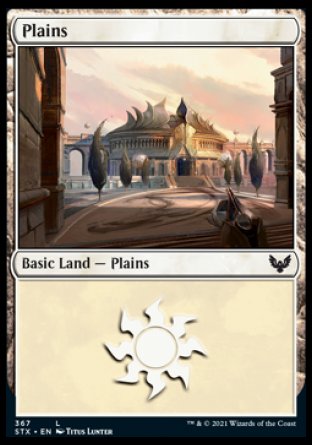 Plains
Basic Land — Plains
367 L
STX • EN Titus Lunter
™ & © 2021 Wizards of the Coast